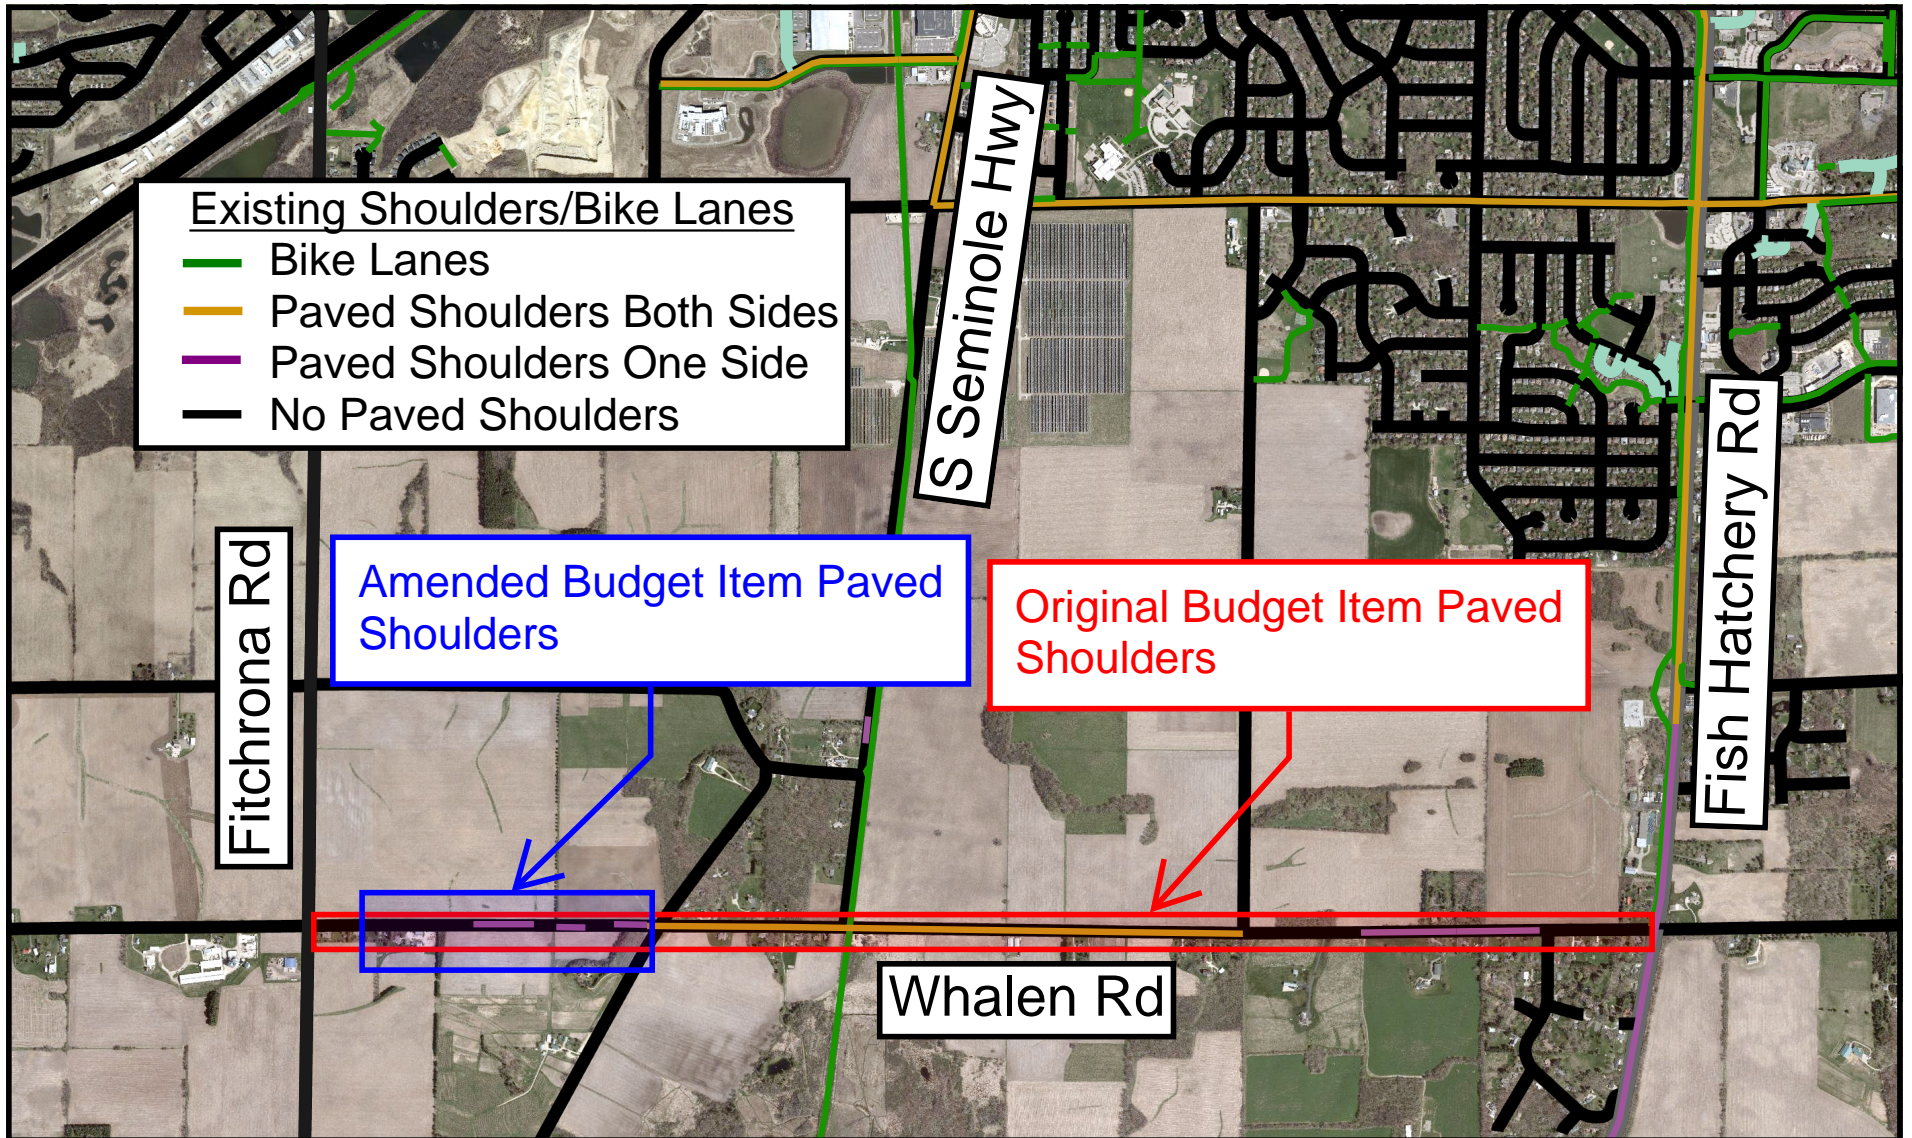 Existing Shoulders/Bike Lanes
Bike Lanes
Paved Shoulders Both Sides
Paved Shoulders One Side
No Paved Shoulders
S Seminole Hwy
Fish Hatchery Rd
Fitchrona Rd
Amended Budget Item Paved
Shoulders
Original Budget Item Paved
Shoulders
Whalen Rd